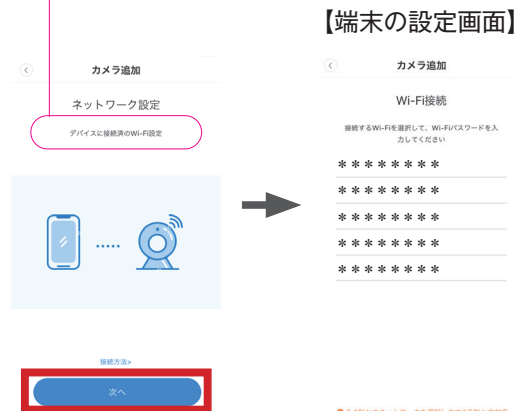 【端末の設定画面】
カメラ追加
ネットワーク設定
デバイスに接続済のWi-Fi設定
接続方法>
次へ
カメラ追加
Wi-Fi接続
接続するWi-Fiを選択して、Wi-Fiパスワードを入
力してください
********
********
********
********
********